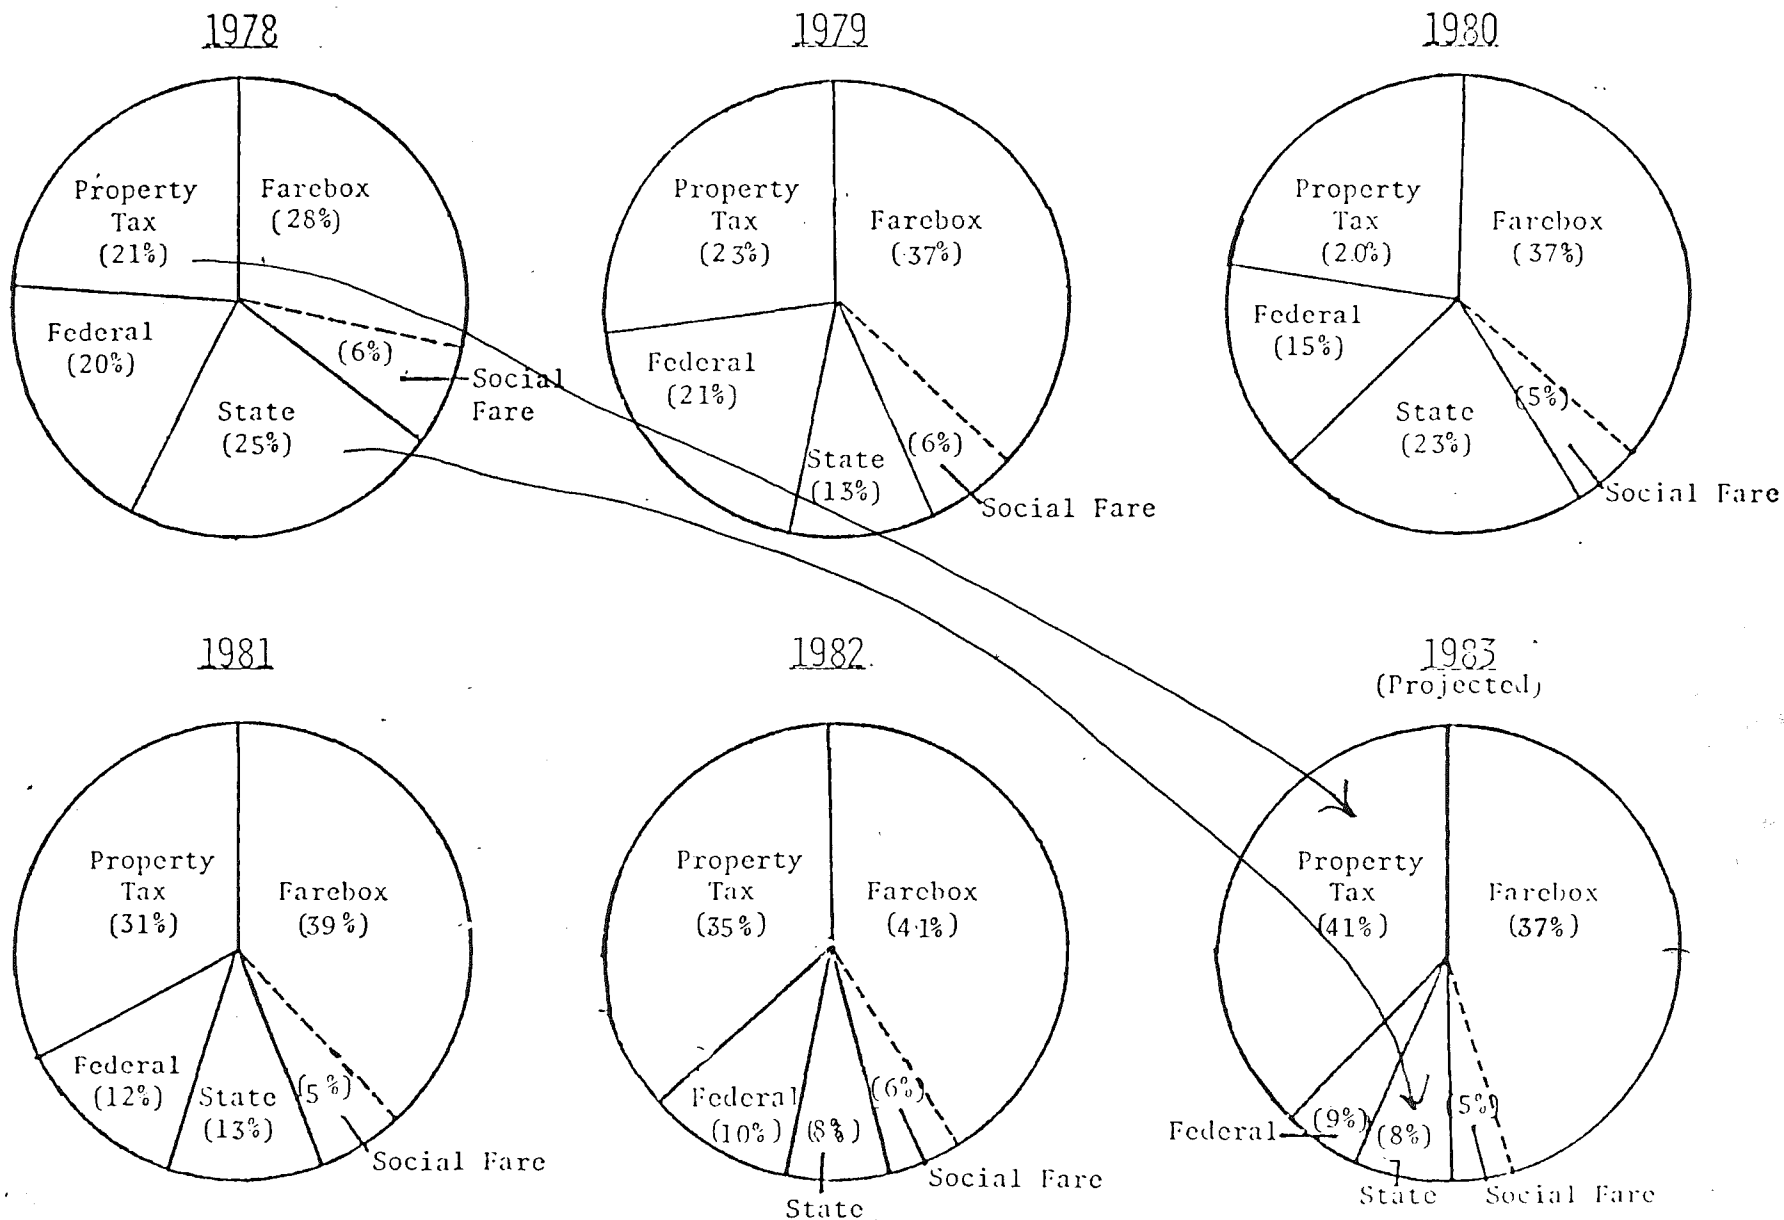 1978
Property
Tax
(21%)
Farebox
(28%)
Federal
(20%)
(6%)
Social
Fare
State
(25%)
1979
Property
Tax
(23%)
Farebox
(37%)
Federal
(21%)
State
(13%)
(6%)
Social Fare
1980
Property
Tax
(20%)
Farebox
(37%)
Federal
(15%)
State
(23%)
(5%)
Social Fare
1981
Property
Tax
(31%)
Farebox
(39%)
Federal
(12%)
State
(13%)
(5%)
Social Fare
1982
Property
Tax
(35%)
Farebox
(41%)
Federal
(10%)
(8%)
State
(6%)
Social Fare
1983
(Projected)
Property
Tax
(41%)
Farebox
(37%)
Federal
(9%)
(8%)
State
(5%)
Social Fare